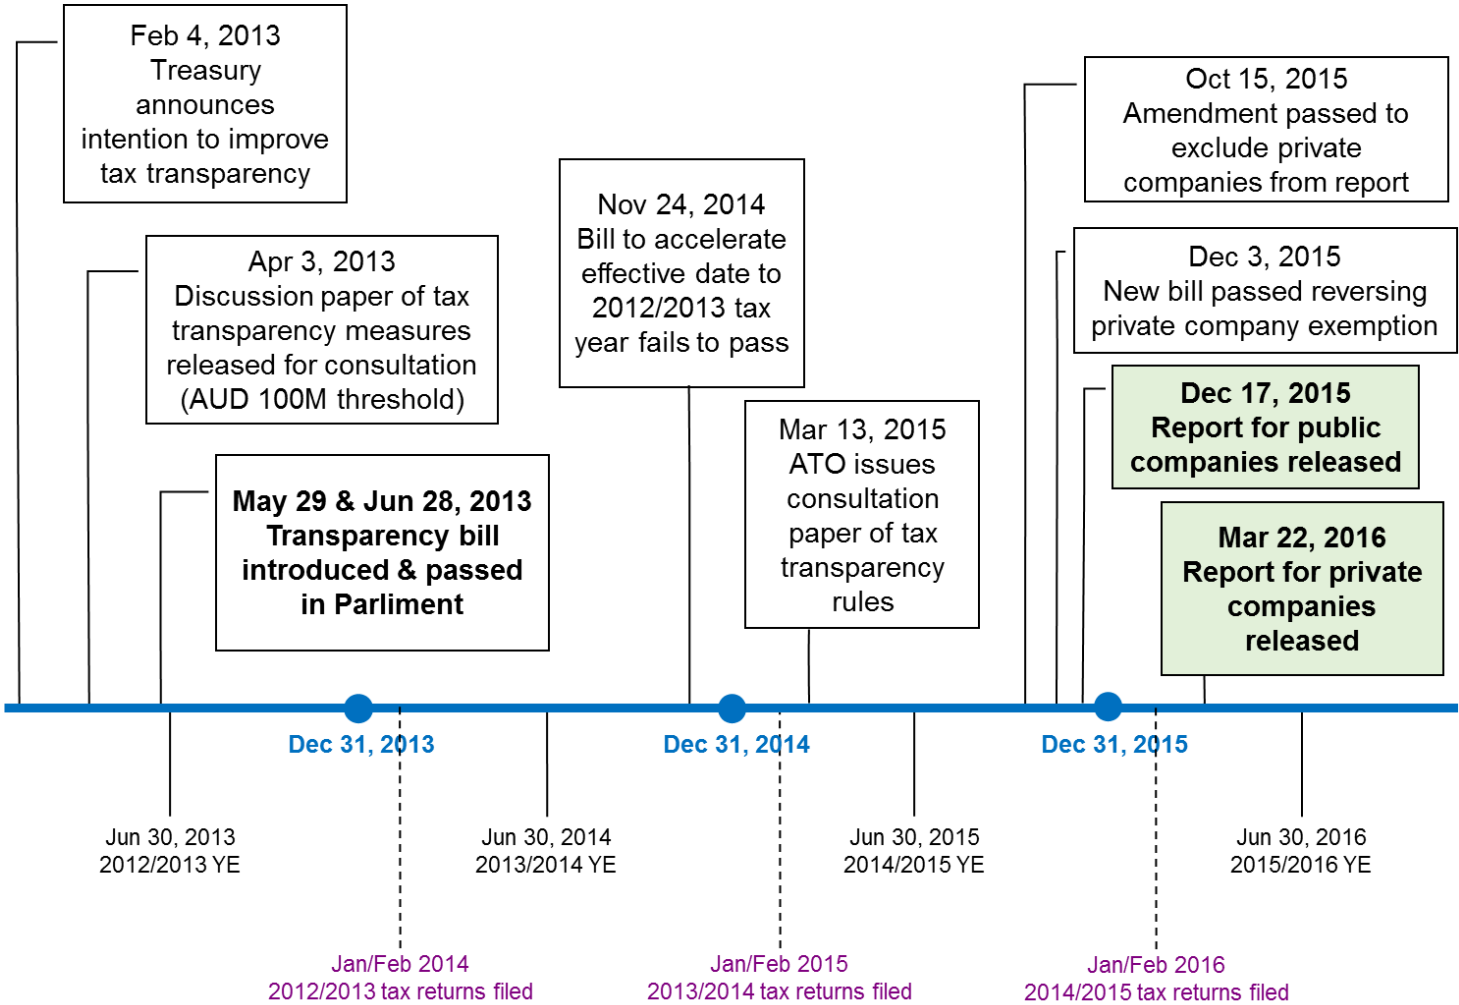 Feb 4, 2013
Treasury
announces
intention to improve
tax transparency
Apr 3, 2013
Discussion paper of tax
transparency measures
released for consultation
(AUD 100M threshold)
May 29 & Jun 28, 2013
Transparency bill
introduced & passed
in Parliment
Nov 24, 2014
Bill to accelerate
effective date to
2012/2013 tax
year fails to pass
Mar 13, 2015
ATO issues
consultation
paper of tax
transparency
rules
Oct 15, 2015
Amendment passed to
exclude private
companies from report
Dec 3, 2015
New bill passed reversing
private company exemption
Dec 17, 2015
Report for public
companies released
Mar 22, 2016
Report for private
companies
released
Dec 31, 2013
Dec 31, 2014
Dec 31, 2015
Jun 30, 2013
2012/2013 YE
Jun 30, 2014
2013/2014 YE
Jun 30, 2015
2014/2015 YE
Jun 30, 2016
2015/2016 YE
Jan/Feb 2014
2012/2013 tax returns filed
Jan/Feb 2015
2013/2014 tax returns filed
Jan/Feb 2016
2014/2015 tax returns filed